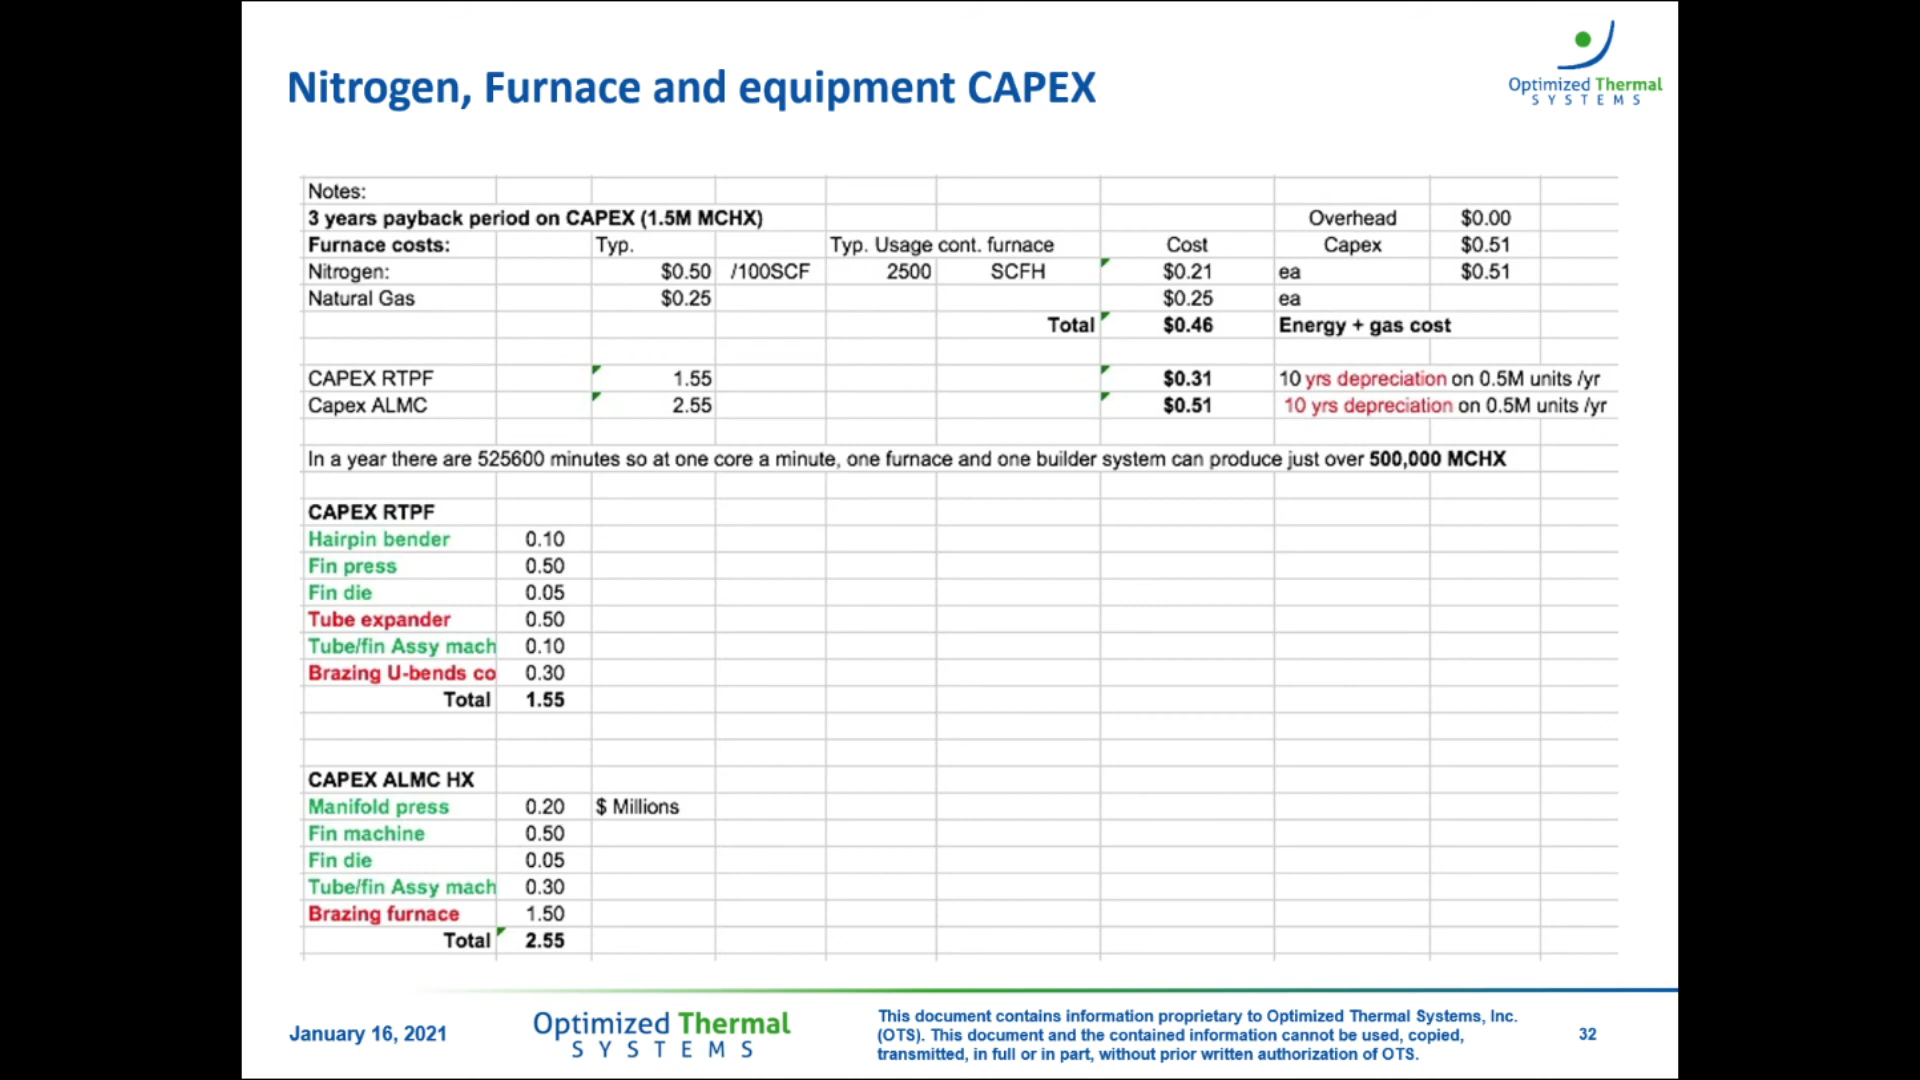 Nitrogen, Furnace and equipment CAPEX
Optimized Thermal
SYSTEMS
Notes:
3 years payback period on CAPEX (1.5M MCHX) Overhead $0.00
Furnace costs: Typ. Typ. Usage cont. furnace Cost Capex $0.51
Nitrogen: $0.50 /100SCF 2500 SCFH $0.21 ea $0.51
Natural Gas $0.25 $0.25 ea
Total $0.46 Energy + gas cost
CAPEX RTPF 1.55 $0.31 10 yrs depreciation on 0.5M units /yr
Capex ALMC 2.55 $0.51 10 yrs depreciation on 0.5M units /yr
In a year there are 525600 minutes so at one core a minute, one furnace and one builder system can produce just over 500,000 MCHX
CAPEX RTPF
Hairpin bender 0.10
Fin press 0.50
Fin die 0.05
Tube expander 0.50
Tube/fin Assy mach 0.10
Brazing U-bends co 0.30
Total 1.55
CAPEX ALMC HX
Manifold press 0.20 $ Millions
Fin machine 0.50
Fin die 0.05
Tube/fin Assy mach 0.30
Brazing furnace 1.50
Total 2.55
January 16, 2021
Optimized Thermal
SYSTEMS
This document contains information proprietary to Optimized Thermal Systems, Inc.
(OTS). This document and the contained information cannot be used, copied,
transmitted, in full or in part, without prior written authorization of OTS.
32